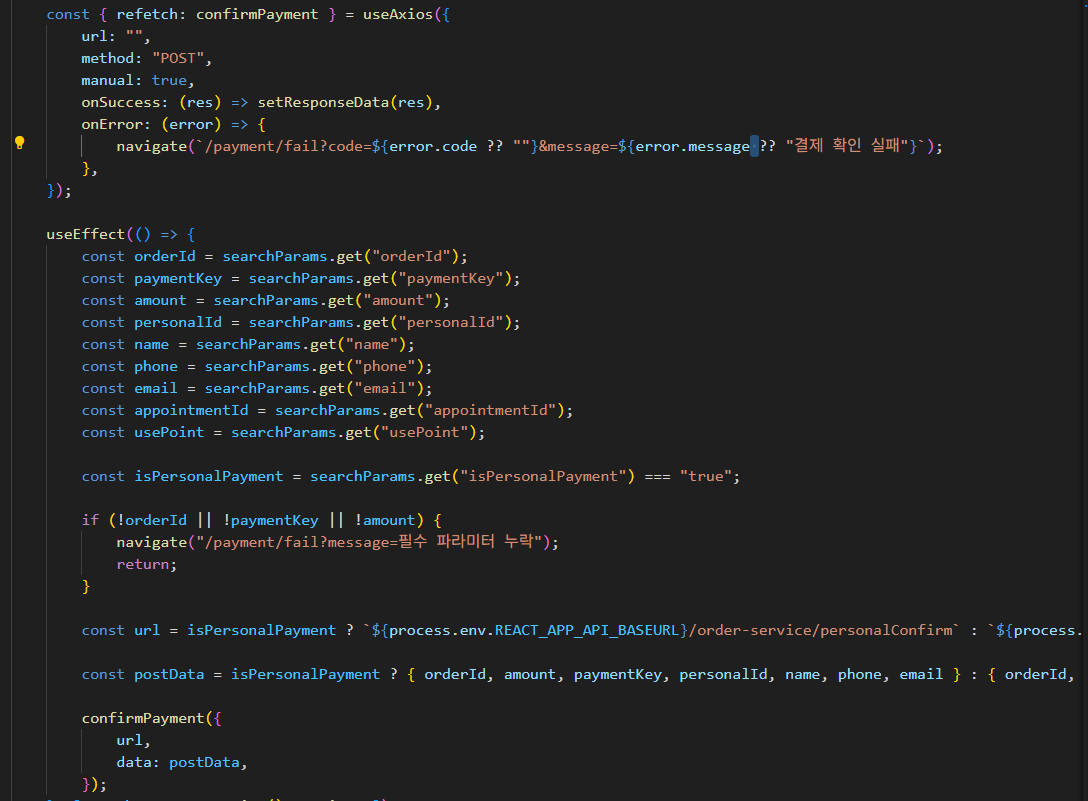 const { refetch: confirmPayment } = useAxios({
url: "",
method: "POST",
manual: true,
onSuccess: (res) => setResponseData(res),
onError: (error) => {
navigate(`/payment/fail?code=${error.code ?? ""}&message=${error.message ?? "결제 확인 실패"}`);
},
});
useEffect(() => {
const orderId = searchParams.get("orderId");
const paymentKey = searchParams.get("paymentKey");
const amount = searchParams.get("amount");
const personalId = searchParams.get("personalId");
const name = searchParams.get("name");
const phone = searchParams.get("phone");
const email = searchParams.get("email");
const appointmentId = searchParams.get("appointmentId");
const usePoint = searchParams.get("usePoint");
const isPersonalPayment = searchParams.get("isPersonalPayment") === "true";
if (!orderId || !paymentKey || !amount) {
navigate("/payment/fail?message=필수 파라미터 누락");
return;
}
const url = isPersonalPayment ? `${process.env.REACT_APP_API_BASEURL}/order-service/personalConfirm` : `${process.
const postData = isPersonalPayment ? { orderId, amount, paymentKey, personalId, name, phone, email } : { orderId,
confirmPayment({
url,
data: postData,
});